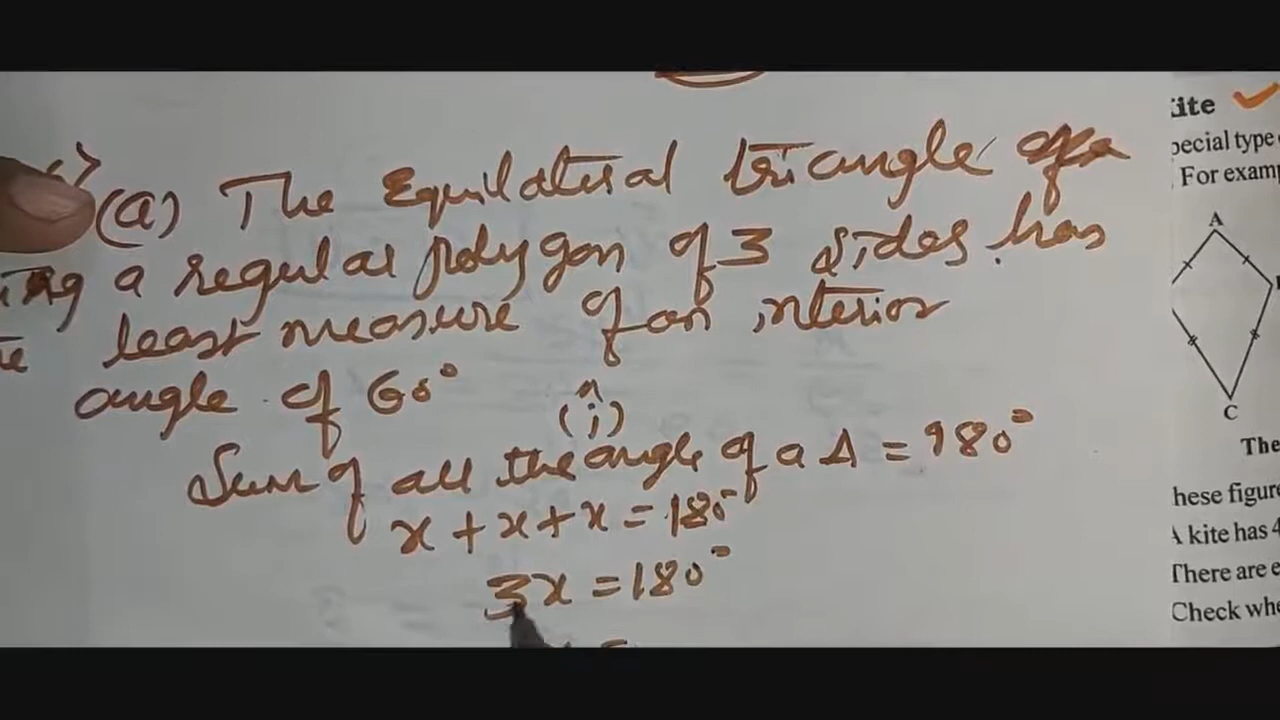 (a) The Equilateral triangle
a regular polygon of 3 sides has
least measure of an interior
angle of 60°
(i)
Sum of all the angle of a Δ = 180°
x + x + x = 180°
3x = 180°
ite
pecial type
For exam
A
C
The
hese figure
A kite has 4
There are e
Check whe